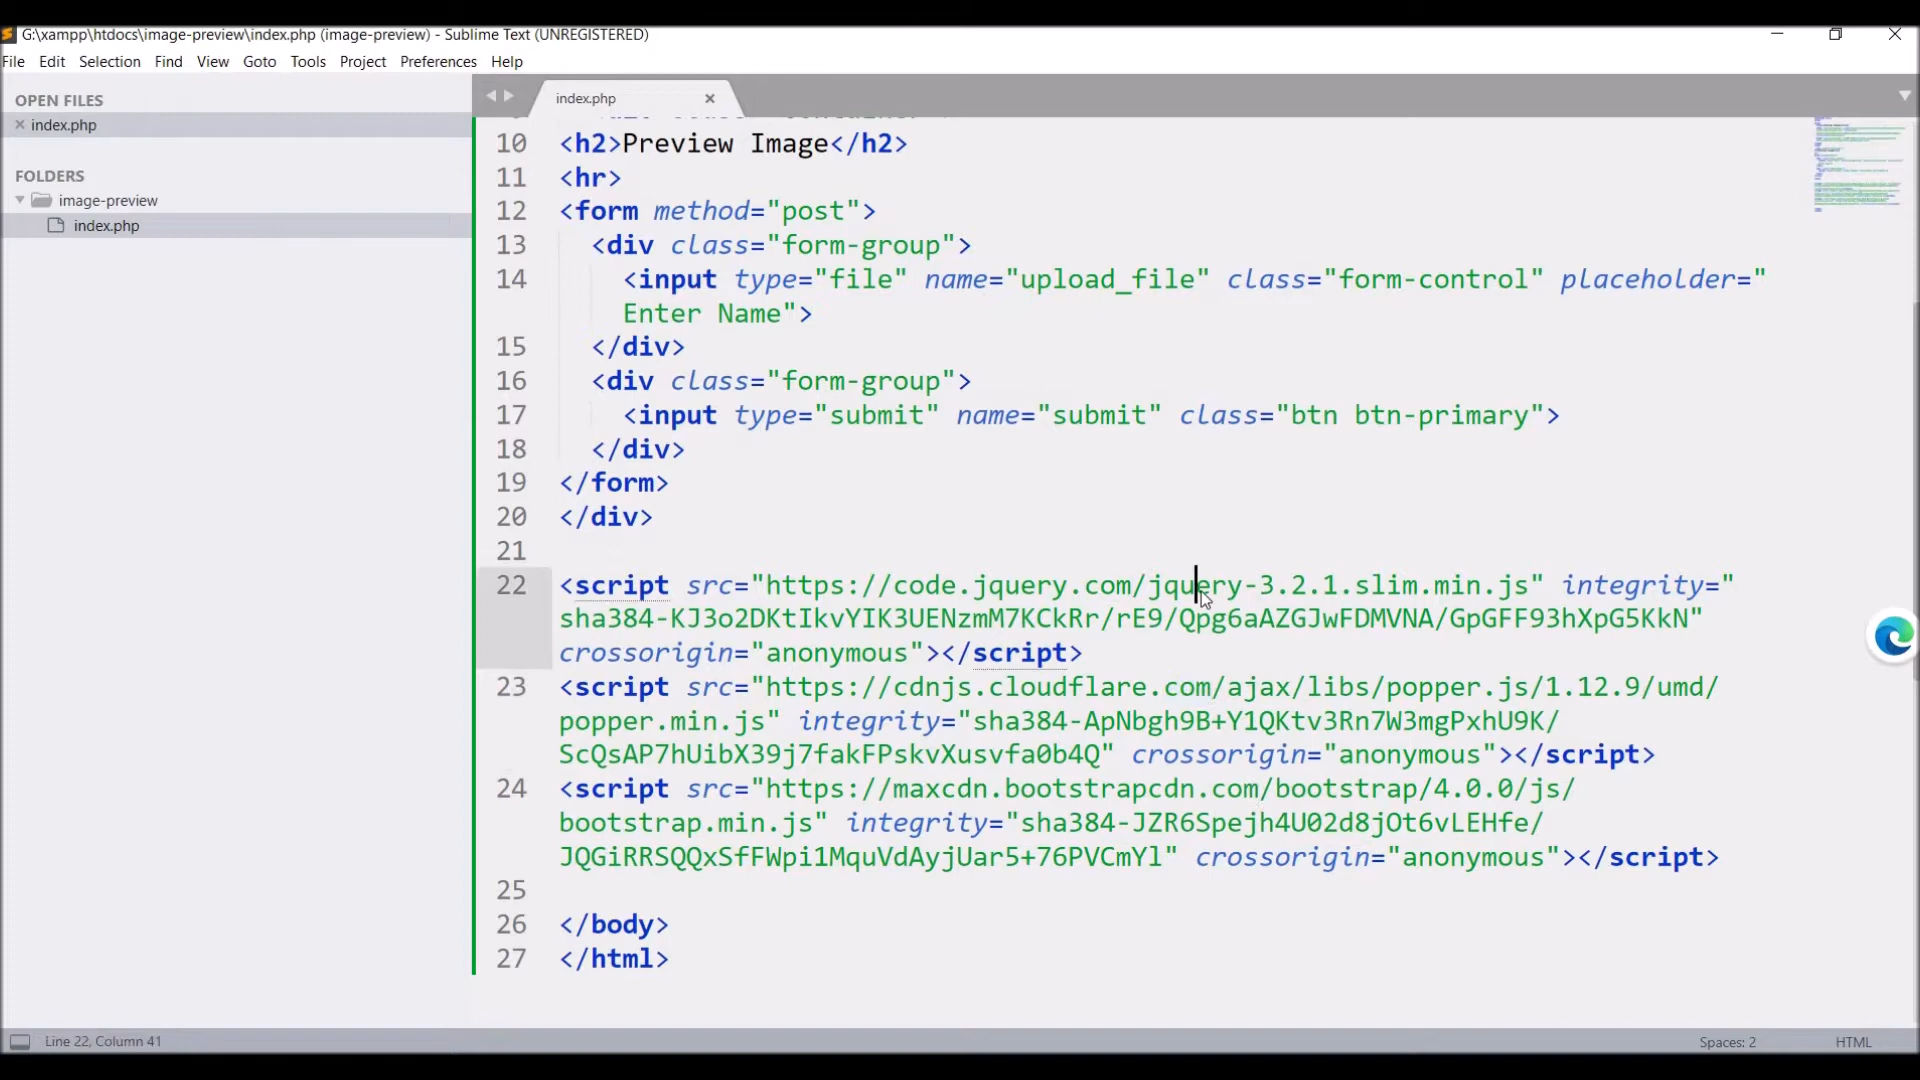 G:\xampp\htdocs\image-preview\index.php (image-preview) - Sublime Text (UNREGISTERED)
File Edit Selection Find View Goto Tools Project Preferences Help
OPEN FILES
index.php
FOLDERS
image-preview
index.php
index.php
10 <h2>Preview Image</h2>
11 <hr>
12 <form method="post">
13 <div class="form-group">
14 <input type="file" name="upload_file" class="form-control" placeholder="
Enter Name">
15 </div>
16 <div class="form-group">
17 <input type="submit" name="submit" class="btn btn-primary">
18 </div>
19 </form>
20 </div>
21
22 <script src="https://code.jquery.com/jquery-3.2.1.slim.min.js" integrity="
sha384-KJ3o2DKtIkvYIK3UENzmM7KCkRr/rE9/Qpg6aAZGJwFDMVNA/GpGFF93hXpG5KkN"
crossorigin="anonymous"></script>
23 <script src="https://cdnjs.cloudflare.com/ajax/libs/popper.js/1.12.9/umd/
popper.min.js" integrity="sha384-ApNbgh9B+Y1QKtv3Rn7W3mgPxhU9K/
ScQsAP7hUibX39j7fakFPskvXusvfa0b4Q" crossorigin="anonymous"></script>
24 <script src="https://maxcdn.bootstrapcdn.com/bootstrap/4.0.0/js/
bootstrap.min.js" integrity="sha384-JZR6Spejh4U02d8jOt6vLEHfe/
JQGiRRSQQxSfFWpi1MquVdAyjUar5+76PVCmYl" crossorigin="anonymous"></script>
25
26 </body>
27 </html>
Line 22, Column 41
Spaces: 2
HTML